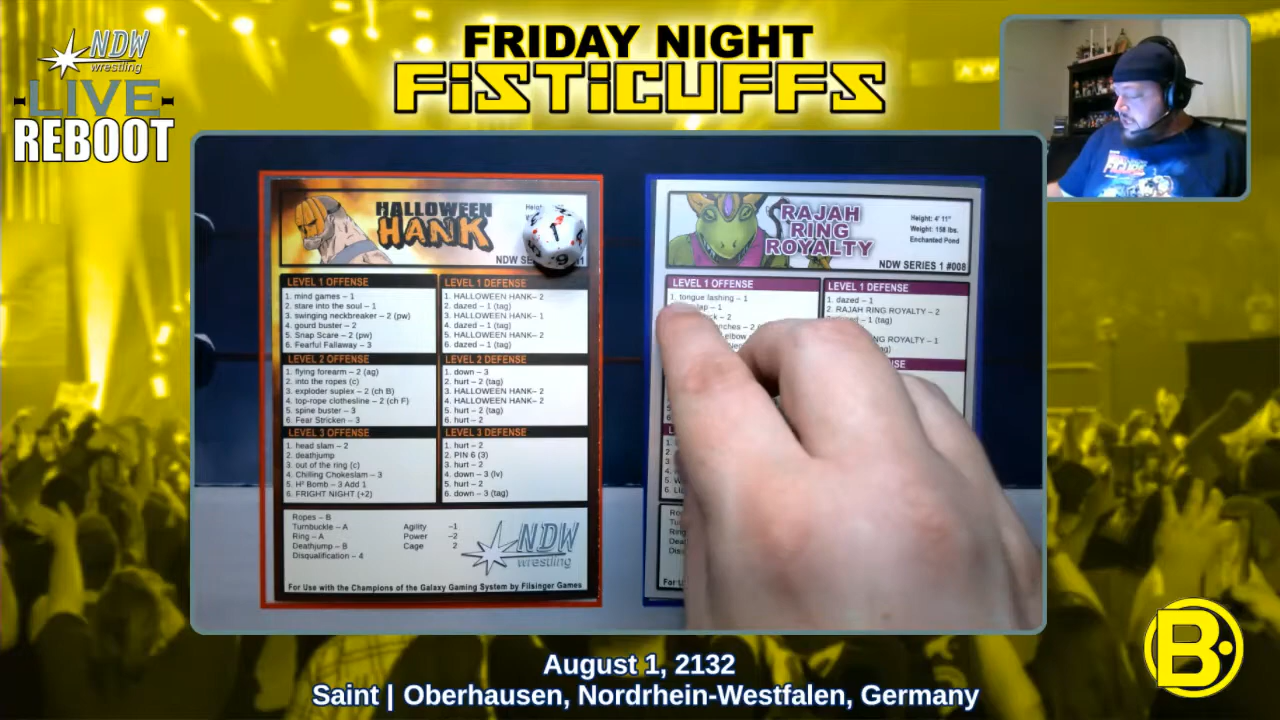 NDW
wrestling
LIVE
REBOOT
FRIDAY NIGHT
FiSTiCUFFS
HALLOWEEN
HANK
NDW
LEVEL 1 OFFENSE
1. mind games – 1
2. stare into the soul – 1
3. swinging neckbreaker – 2 (pw)
4. gourd buster – 2
5. Snap Scare – 2 (pw)
6. Fearful Fallaway – 3
LEVEL 1 DEFENSE
1. HALLOWEEN HANK– 2
2. dazed – 1 (tag)
3. HALLOWEEN HANK– 1
4. dazed – 1 (tag)
5. HALLOWEEN HANK– 2
6. dazed – 1 (tag)
LEVEL 2 OFFENSE
1. flying forearm – 2 (ag)
2. into the ropes (c)
3. exploder suplex – 2 (ch B)
4. top-rope clothesline – 2 (ch F)
5. spine buster – 3
6. Fear Stricken – 3
LEVEL 2 DEFENSE
1. down – 3
2. hurt – 2 (tag)
3. HALLOWEEN HANK– 2
4. HALLOWEEN HANK– 2
5. hurt – 2 (tag)
6. hurt – 2
LEVEL 3 OFFENSE
1. head slam – 2
2. deathjump
3. out of the ring (c)
4. Chilling Chokeslam – 3
5. H² Bomb – 3 Add 1
6. FRIGHT NIGHT (+2)
LEVEL 3 DEFENSE
1. hurt – 2
2. PIN 6 (3)
3. hurt – 2
4. down – 3 (lv)
5. hurt – 2
6. down – 3 (tag)
Ropes – B
Turnbuckle – A
Ring – A
Deathjump – B
Disqualification – 4
Agility –1
Power –2
Cage 2
NDW
wrestling
For Use with the Champions of the Galaxy Gaming System by Filsinger Games
RAJAH
RING
ROYALTY
Height: 4' 11"
Weight: 158 lbs.
Enchanted Pond
NDW SERIES 1 #008
LEVEL 1 OFFENSE
1. tongue lashing – 1
– 1
– 2
– 2
elbow
LEVEL 1 DEFENSE
1. dazed – 1
2. RAJAH RING ROYALTY – 2
– 1 (tag)
RING ROYALTY – 1
B
August 1, 2132
Saint | Oberhausen, Nordrhein-Westfalen, Germany